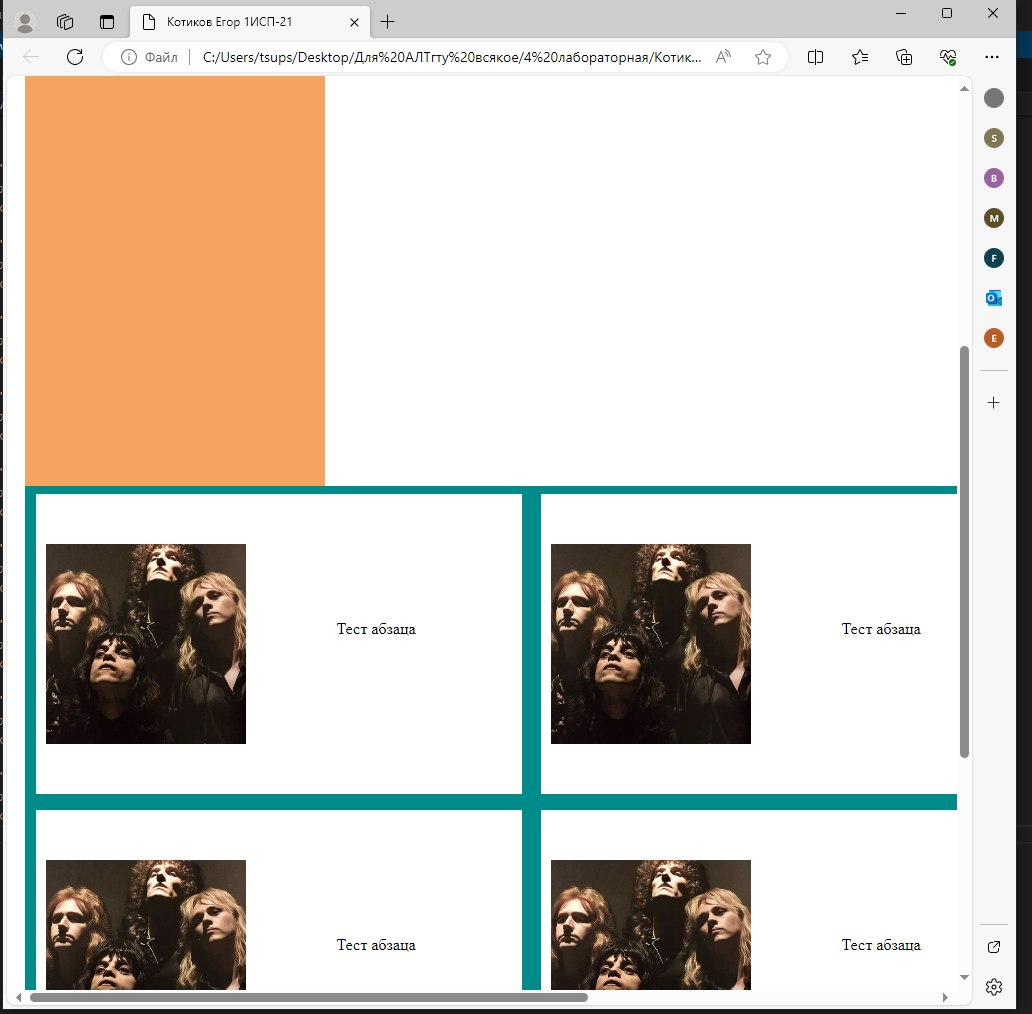 Котиков Егор 1ИСП-21
Файл
C:/Users/tsups/Desktop/Для%20АЛТгту%20всякое/4%20лабораторная/Котик...
S
B
M
F
E
Тест абзаца
Тест абзаца
Тест абзаца
Тест абзаца